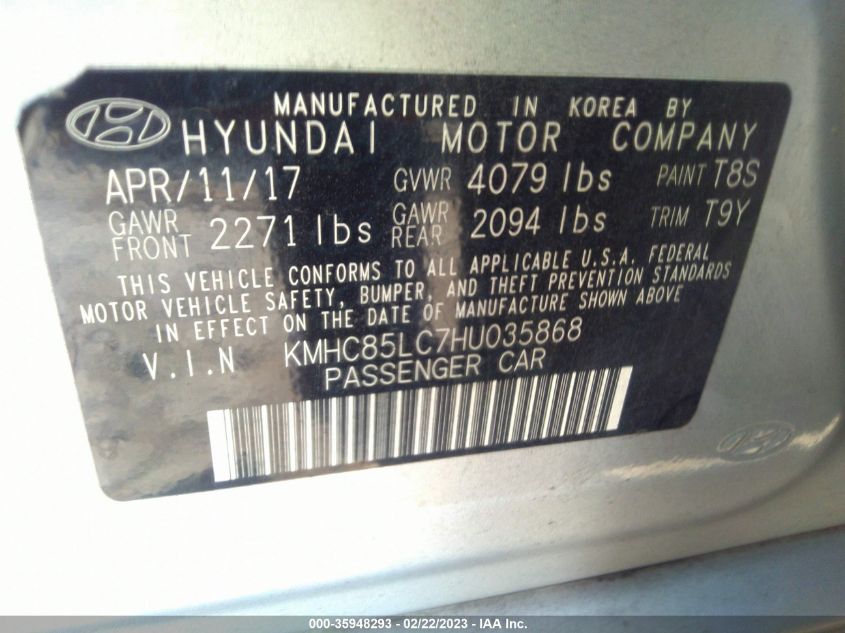 MANUFACTURED IN KOREA BY
HYUNDAI MOTOR COMPANY
APR/11/17 GVWR 4079 lbs PAINT T8S
GAWR FRONT 2271 lbs GAWR REAR 2094 lbs TRIM T9Y
THIS VEHICLE CONFORMS TO ALL APPLICABLE U.S.A. FEDERAL
MOTOR VEHICLE SAFETY, BUMPER, AND THEFT PREVENTION STANDARDS
IN EFFECT ON THE DATE OF MANUFACTURE SHOWN ABOVE
V.I.N KMHC85LC7HU035868
PASSENGER CAR
000-35948293 - 02/22/2023 - IAA Inc.